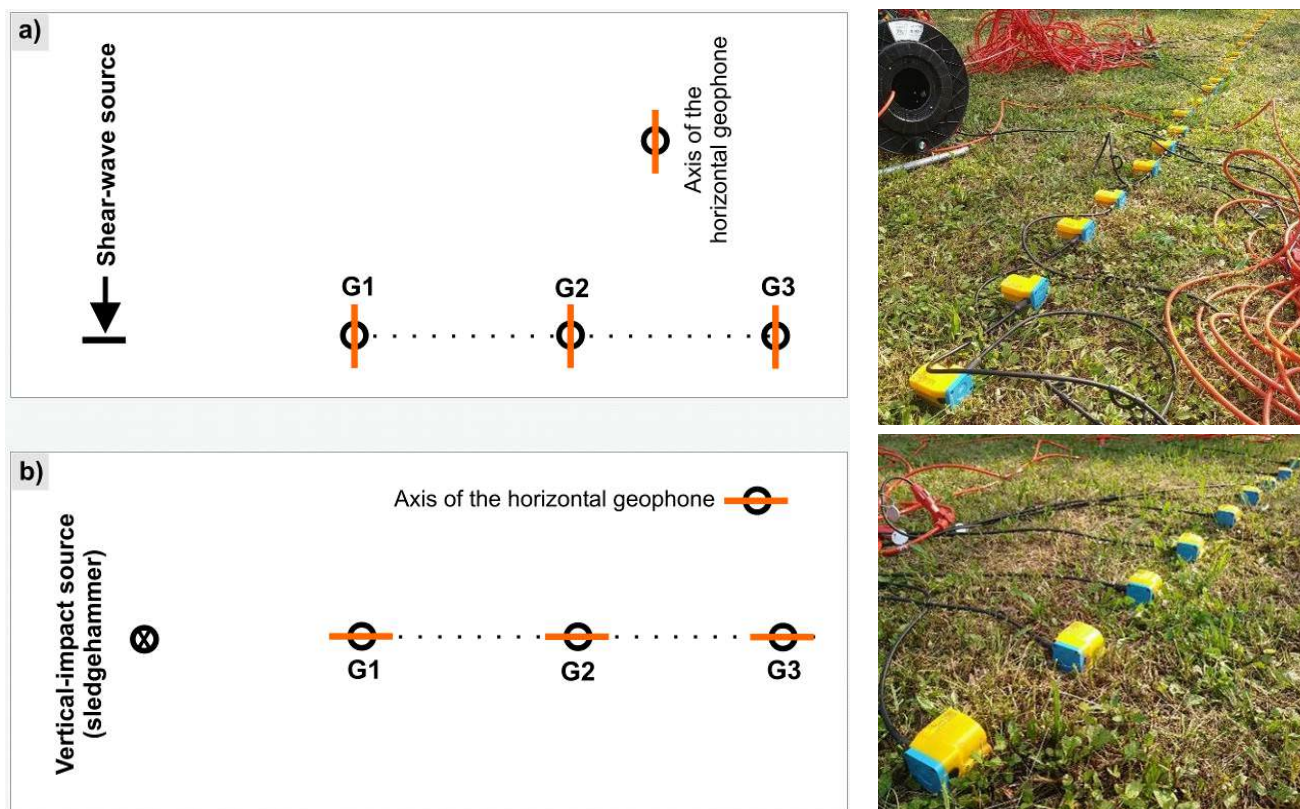 a)
Shear-wave source
Axis of the
horizontal geophone
G1
G2
G3
b)
Axis of the horizontal geophone
Vertical-impact source
(sledgehammer)
G1
G2
G3